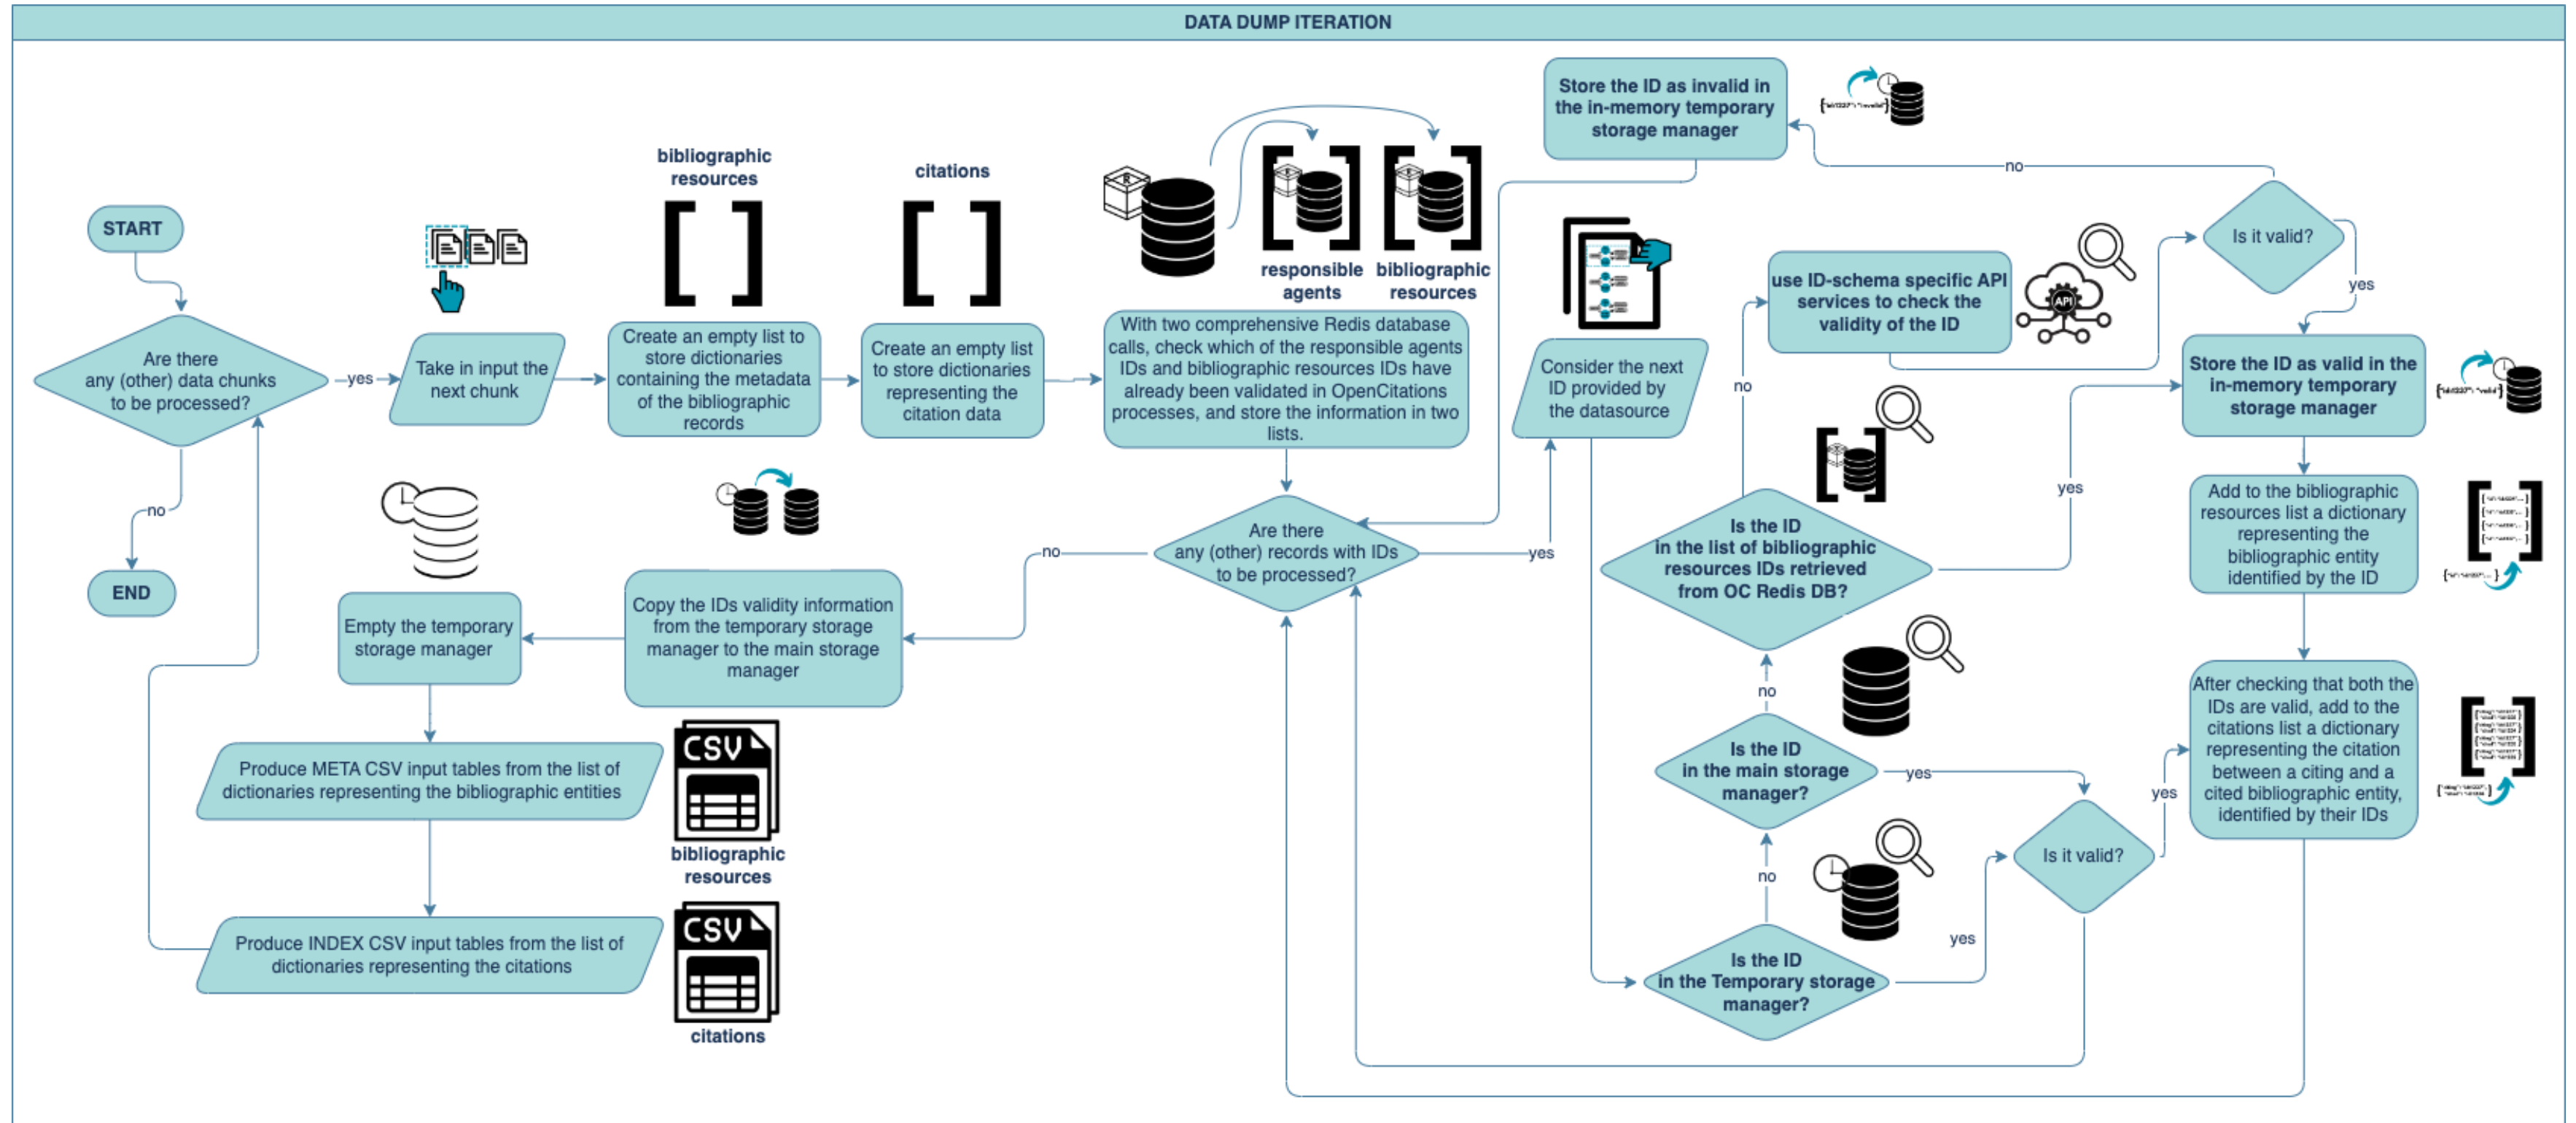 DATA DUMP ITERATION
START
Are there
any (other) data chunks
to be processed?
yes
no
END
Take in input the
next chunk
bibliographic
resources
Create an empty list to
store dictionaries
containing the metadad
of the bibliographic
records
citations
Create an empty list
to store dictionaries
representing the
citation data
R
R
R
responsible
agents
bibliographic
resources
With two comprehensive Redis database
calls, check which of the responsible agents
IDs and bibliographic resources IDs have
already been validated in OpenCitations
processes, and store the information in two
lists.
Are there
any (other) records with IDs
to be processed?
no
yes
Copy the IDs validity information
from the temporary storage
manager to the main storage
manager
Empty the temporary
storage manager
Produce META CSV input tables from the list of
dictionaries representing the bibliographic entities
CSV
bibliographic
resources
Produce INDEX CSV input tables from the list of
dictionaries representing the citations
CSV
citations
Consider the next
ID provided by
the datasource
Is the ID
in the Temporary storage
manager?
no
yes
Is the ID
in the main storage
manager?
no
yes
Is it valid?
yes
Is the ID
in the list of bibliographic
resources IDs retrieved
from OC Redis DB?
no
yes
use ID-schema specific API
services to check the
validity of the ID
API
Is it valid?
no
yes
Store the ID as invalid in
the in-memory temporary
storage manager
Store the ID as valid in the
in-memory temporary
storage manager
Add to the bibliographic
resources list a dictionary
representing the
bibliographic entity
identified by the ID
After checking that both the
IDs are valid, add to the
citations list a dictionary
representing the citation
between a citing and a
cited bibliographic entity,
identified by their IDs